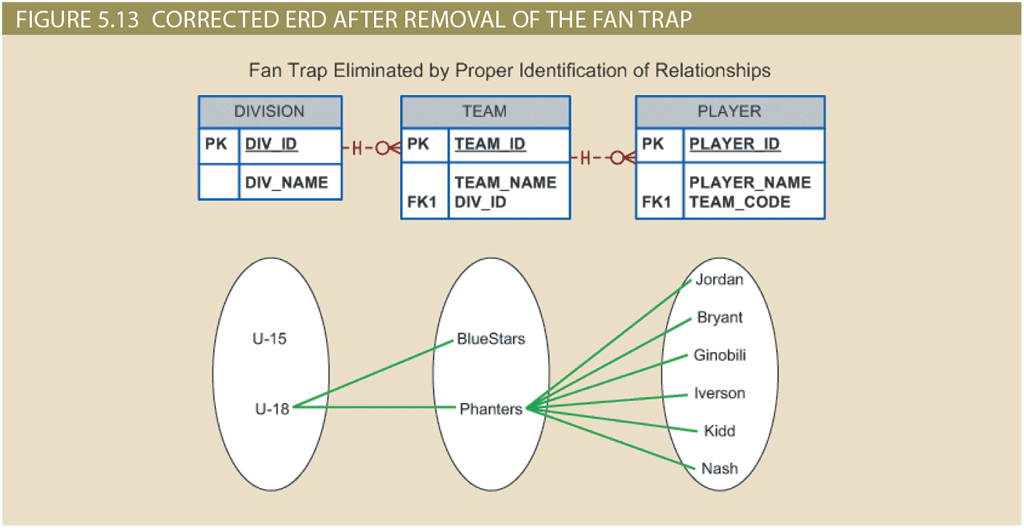 FIGURE 5.13 CORRECTED ERD AFTER REMOVAL OF THE FAN TRAP
Fan Trap Eliminated by Proper Identification of Relationships
DIVISION
PK DIV_ID
DIV_NAME
TEAM
PK TEAM_ID
TEAM_NAME
FK1 DIV_ID
PLAYER
PK PLAYER_ID
PLAYER_NAME
FK1 TEAM_CODE
U-15
U-18
BlueStars
Phanters
Jordan
Bryant
Ginobili
Iverson
Kidd
Nash